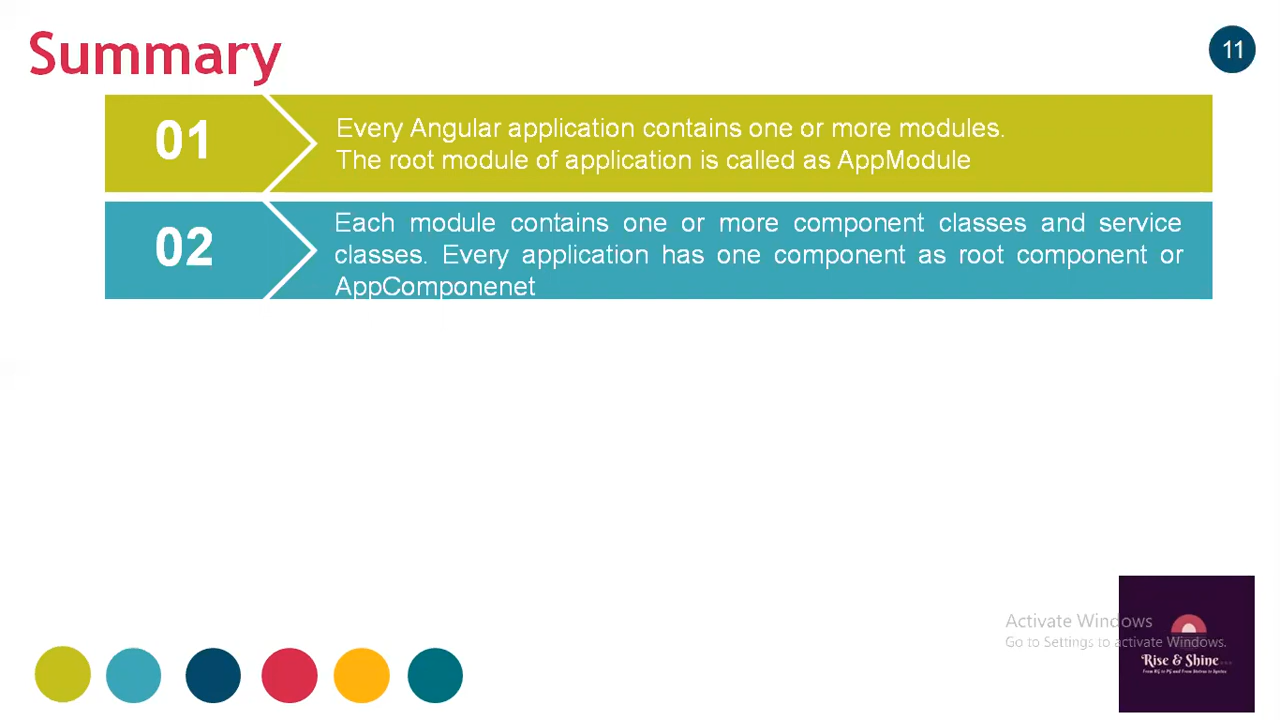 Summary
11
01
Every Angular application contains one or more modules.
The root module of application is called as AppModule
02
Each module contains one or more component classes and service
classes. Every application has one component as root component or
AppComponenet
Activate Windows
Go to Settings to activate Windows.
Rise & Shine...